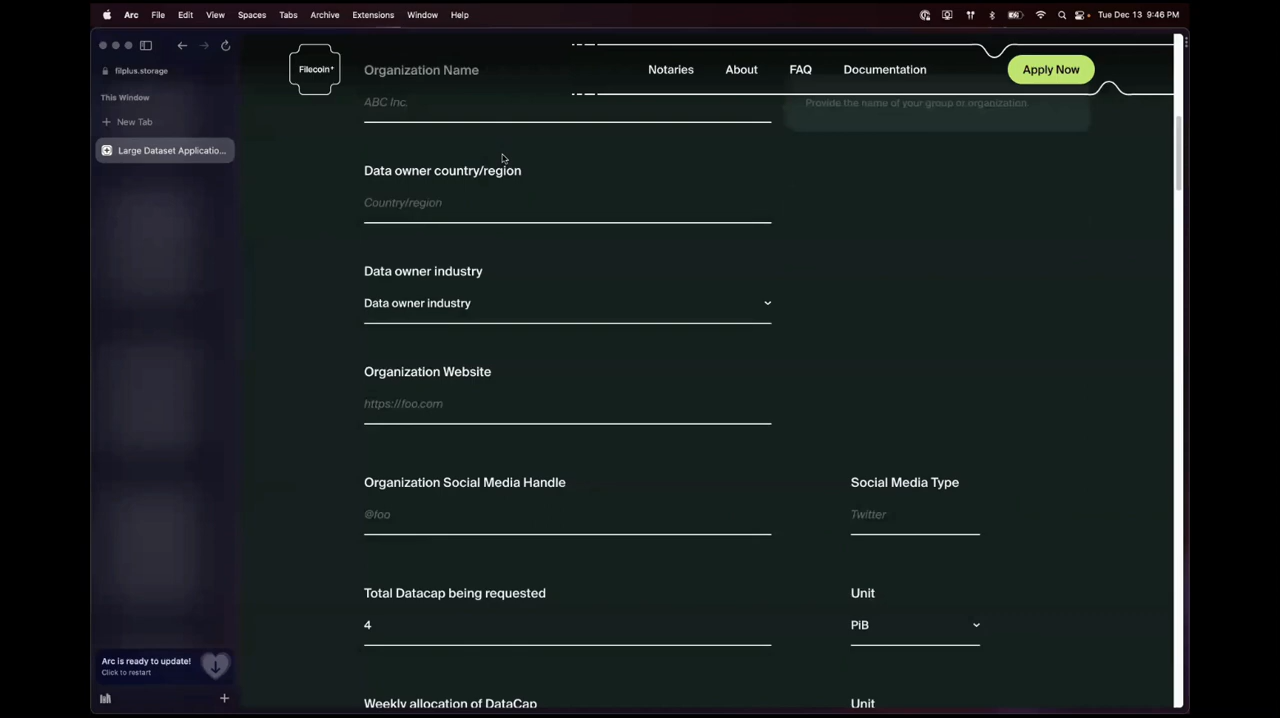 Arc File Edit View Spaces Tabs Archive Extensions Window Help
Tue Dec 13 9:46 PM
filplus.storage
This Window
New Tab
Large Dataset Applicatio...
Arc is ready to update!
Click to restart
Filecoin+
Notaries About FAQ Documentation Apply Now
Organization Name
ABC Inc.
Provide the name of your group or organization.
Data owner country/region
Country/region
Data owner industry
Data owner industry
Organization Website
https://foo.com
Organization Social Media Handle Social Media Type
@foo Twitter
Total Datacap being requested Unit
4 PiB
Weekly allocation of DataCap Unit